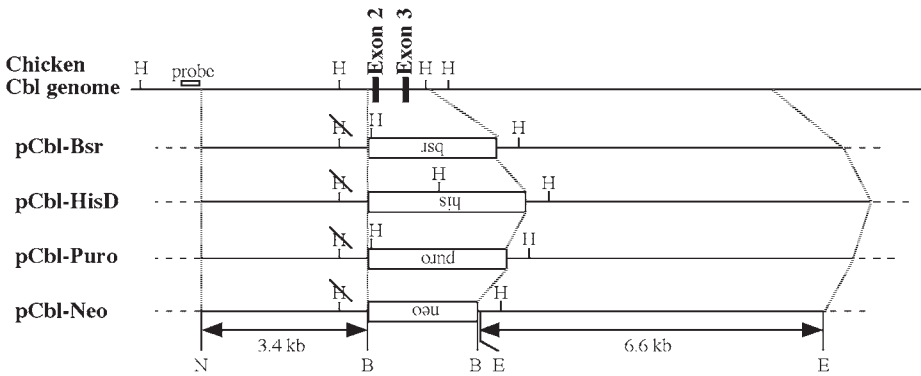 Exon 2
Exon 3
Chicken
Cbl genome
H
probe
H
H
H
pCbl-Bsr
H
H
bsr
H
pCbl-HisD
H
H
his
H
pCbl-Puro
H
H
puro
H
pCbl-Neo
H
neo
H
3.4 kb
6.6 kb
N
B
B
E
E